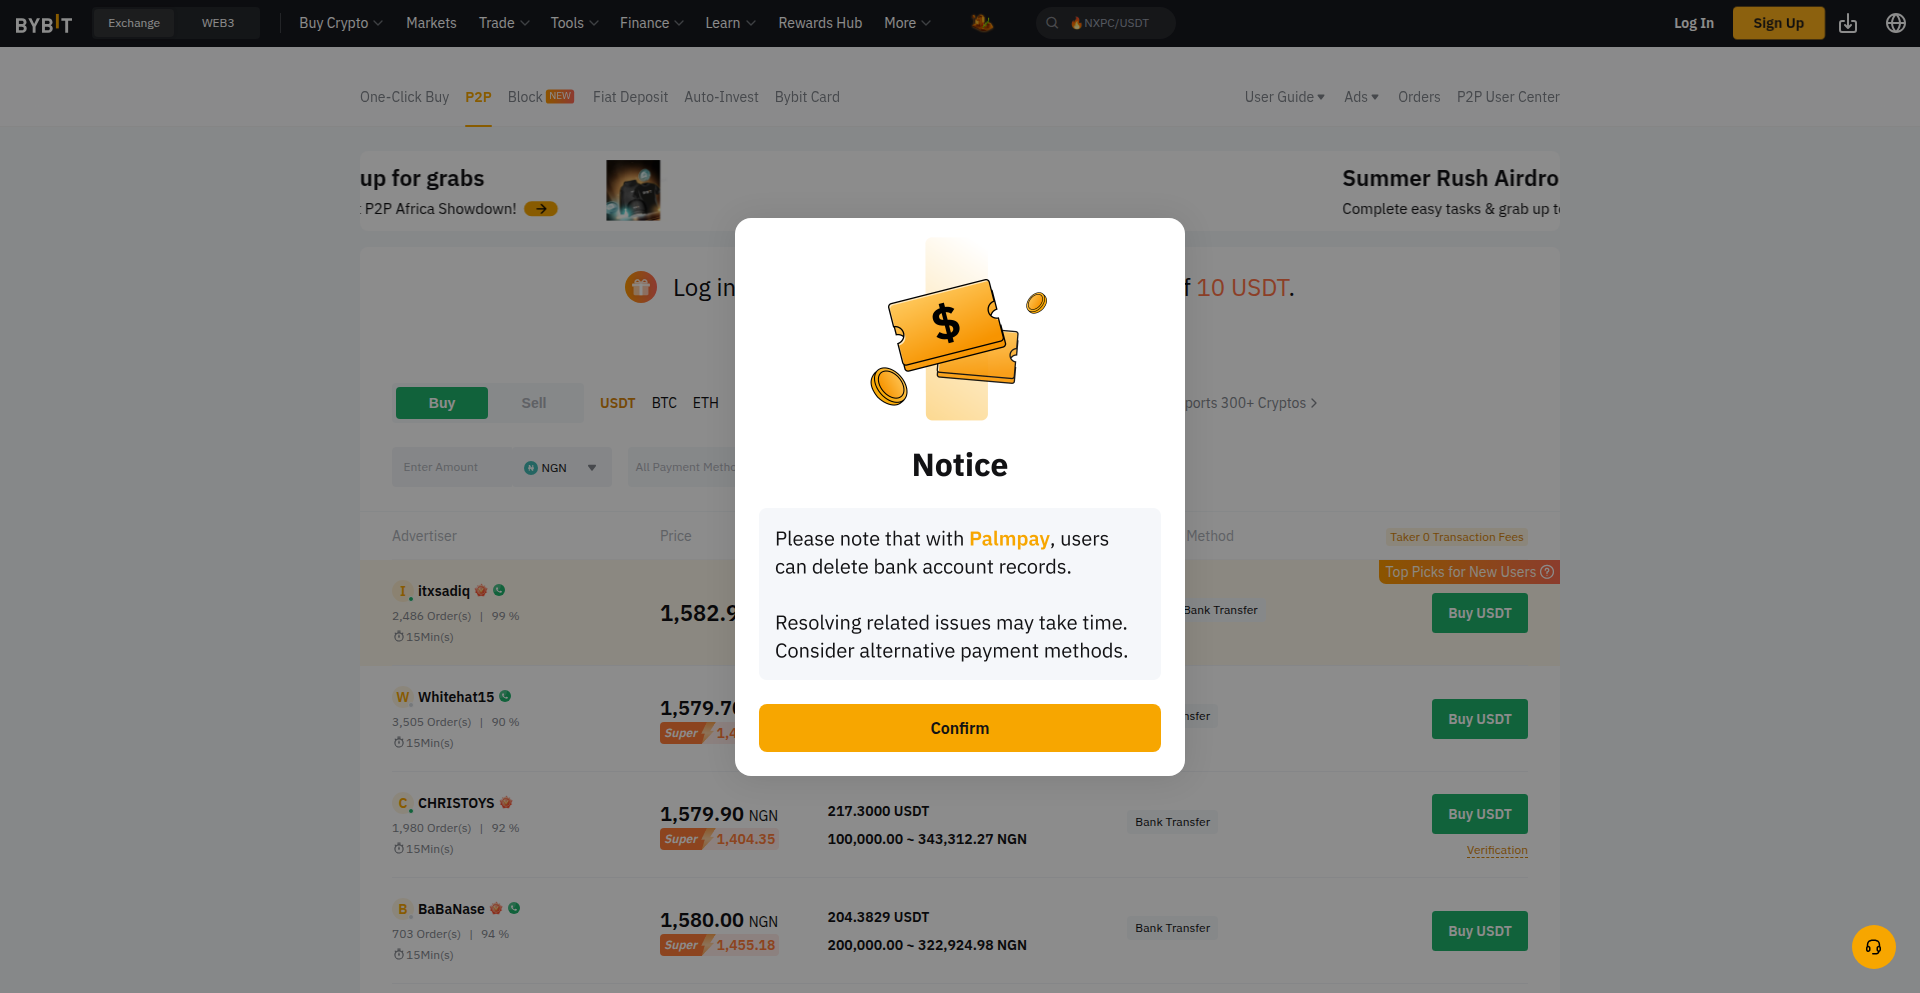 BYBIT
Exchange
WEB3
Buy Crypto
Markets
Trade
Tools
Finance
Learn
Rewards Hub
More
NXPC/USDT
Log In
Sign Up
One-Click Buy
P2P
Block
NEW
Fiat Deposit
Auto-Invest
Bybit Card
User Guide
Ads
Orders
P2P User Center
up for grabs
P2P Africa Showdown!
Summer Rush Airdro
Complete easy tasks & grab up to
Log in
f 10 USDT.
Buy
Sell
USDT
BTC
ETH
ports 300+ Cryptos
Enter Amount
NGN
All Payment Metho
Advertiser
Price
Method
Taker 0 Transaction Fees
Top Picks for New Users
I
itxsadiq
2,486 Order(s) | 99 %
15Min(s)
1,582.9
Bank Transfer
Buy USDT
W
Whitehat15
3,505 Order(s) | 90 %
15Min(s)
1,579.70
Super
1,4
nsfer
Buy USDT
C
CHRISTOYS
1,980 Order(s) | 92 %
15Min(s)
1,579.90 NGN
Super
1,404.35
217.3000 USDT
100,000.00 ~ 343,312.27 NGN
Bank Transfer
Buy USDT
Verification
B
BaBaNase
703 Order(s) | 94 %
15Min(s)
1,580.00 NGN
Super
1,455.18
204.3829 USDT
200,000.00 ~ 322,924.98 NGN
Bank Transfer
Buy USDT
$
Notice
Please note that with Palmpay, users
can delete bank account records.
Resolving related issues may take time.
Consider alternative payment methods.
Confirm